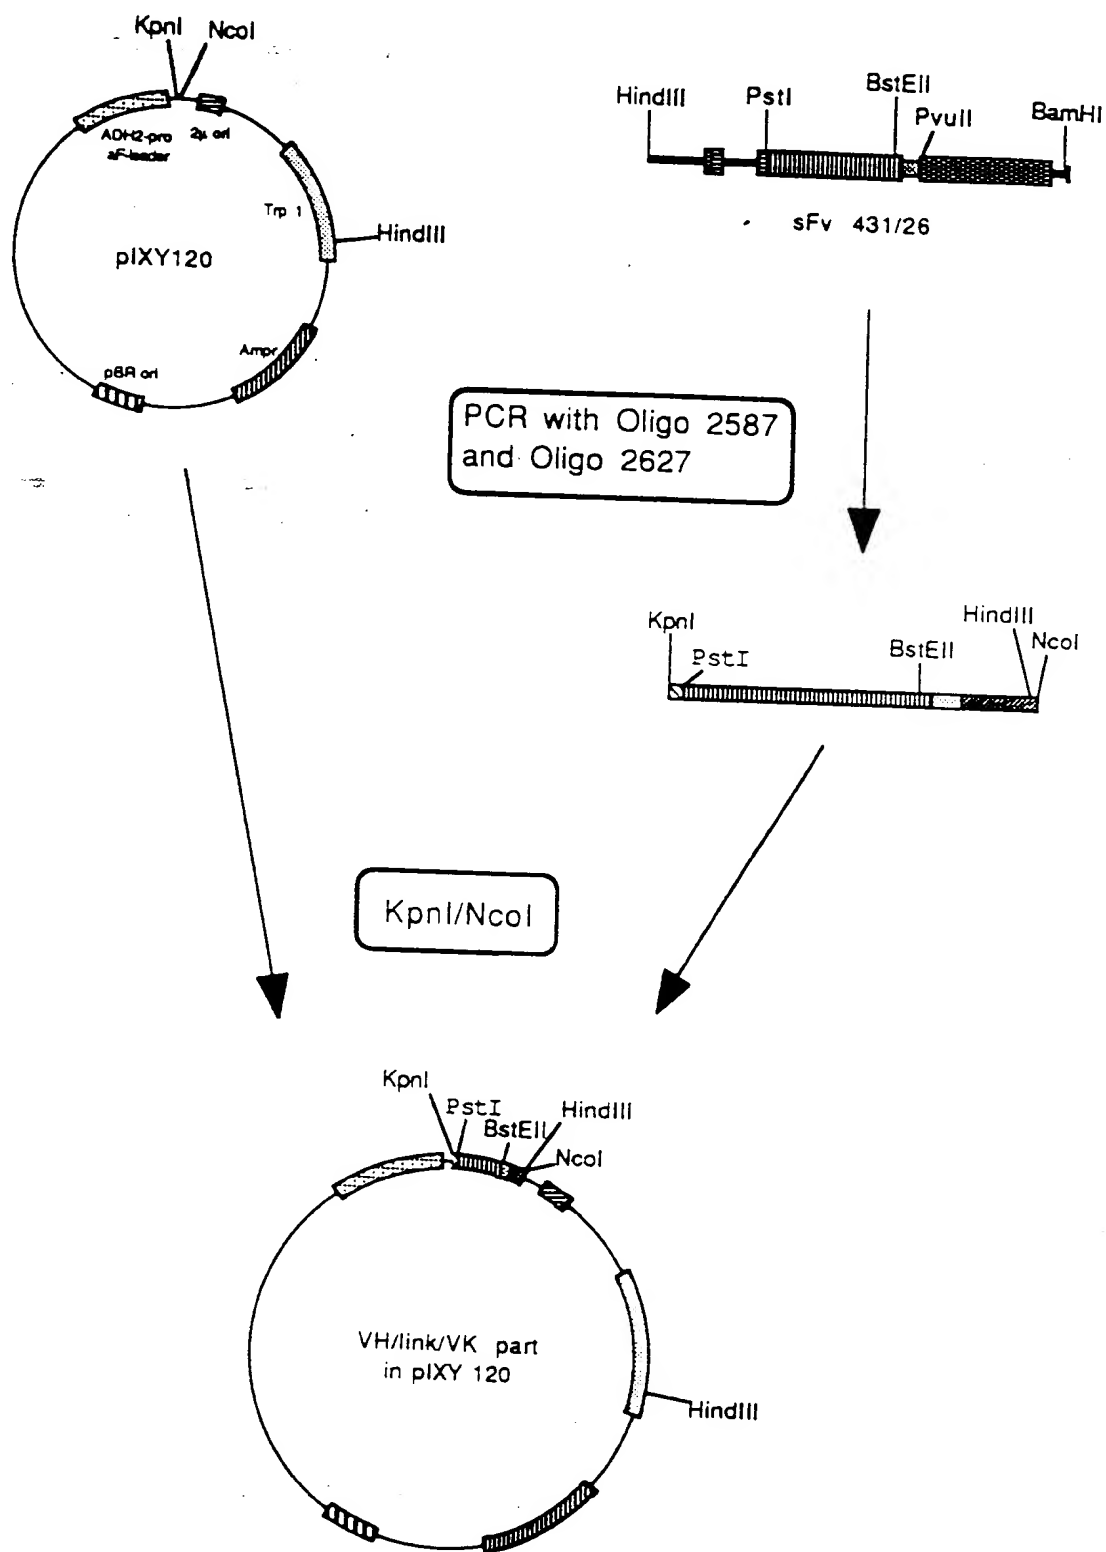 KpnI NcoI
ADH2-pro
aF-leader
2μ ori
Trp 1
HindIII
pIXY120
Ampr
pBR ori
HindIII PstI BstEII PvuII BamHI
sFv 431/26
PCR with Oligo 2587
and Oligo 2627
KpnI PstI BstEII HindIII NcoI
KpnI/NcoI
KpnI PstI BstEII HindIII NcoI
VH/link/VK part
in pIXY 120
HindIII